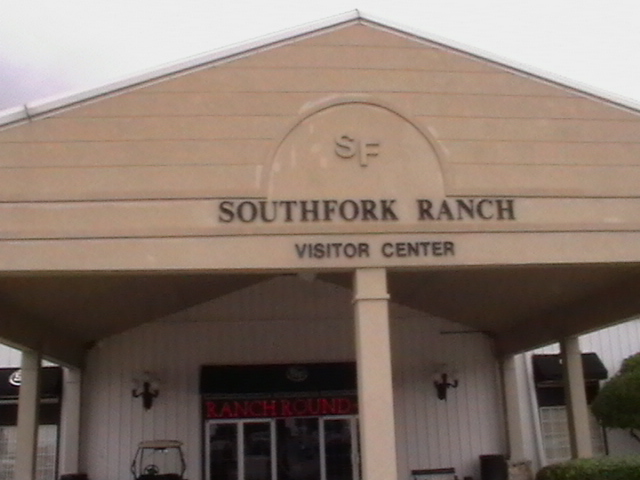 SF
SOUTHFORK RANCH
VISITOR CENTER
RANCH ROUND